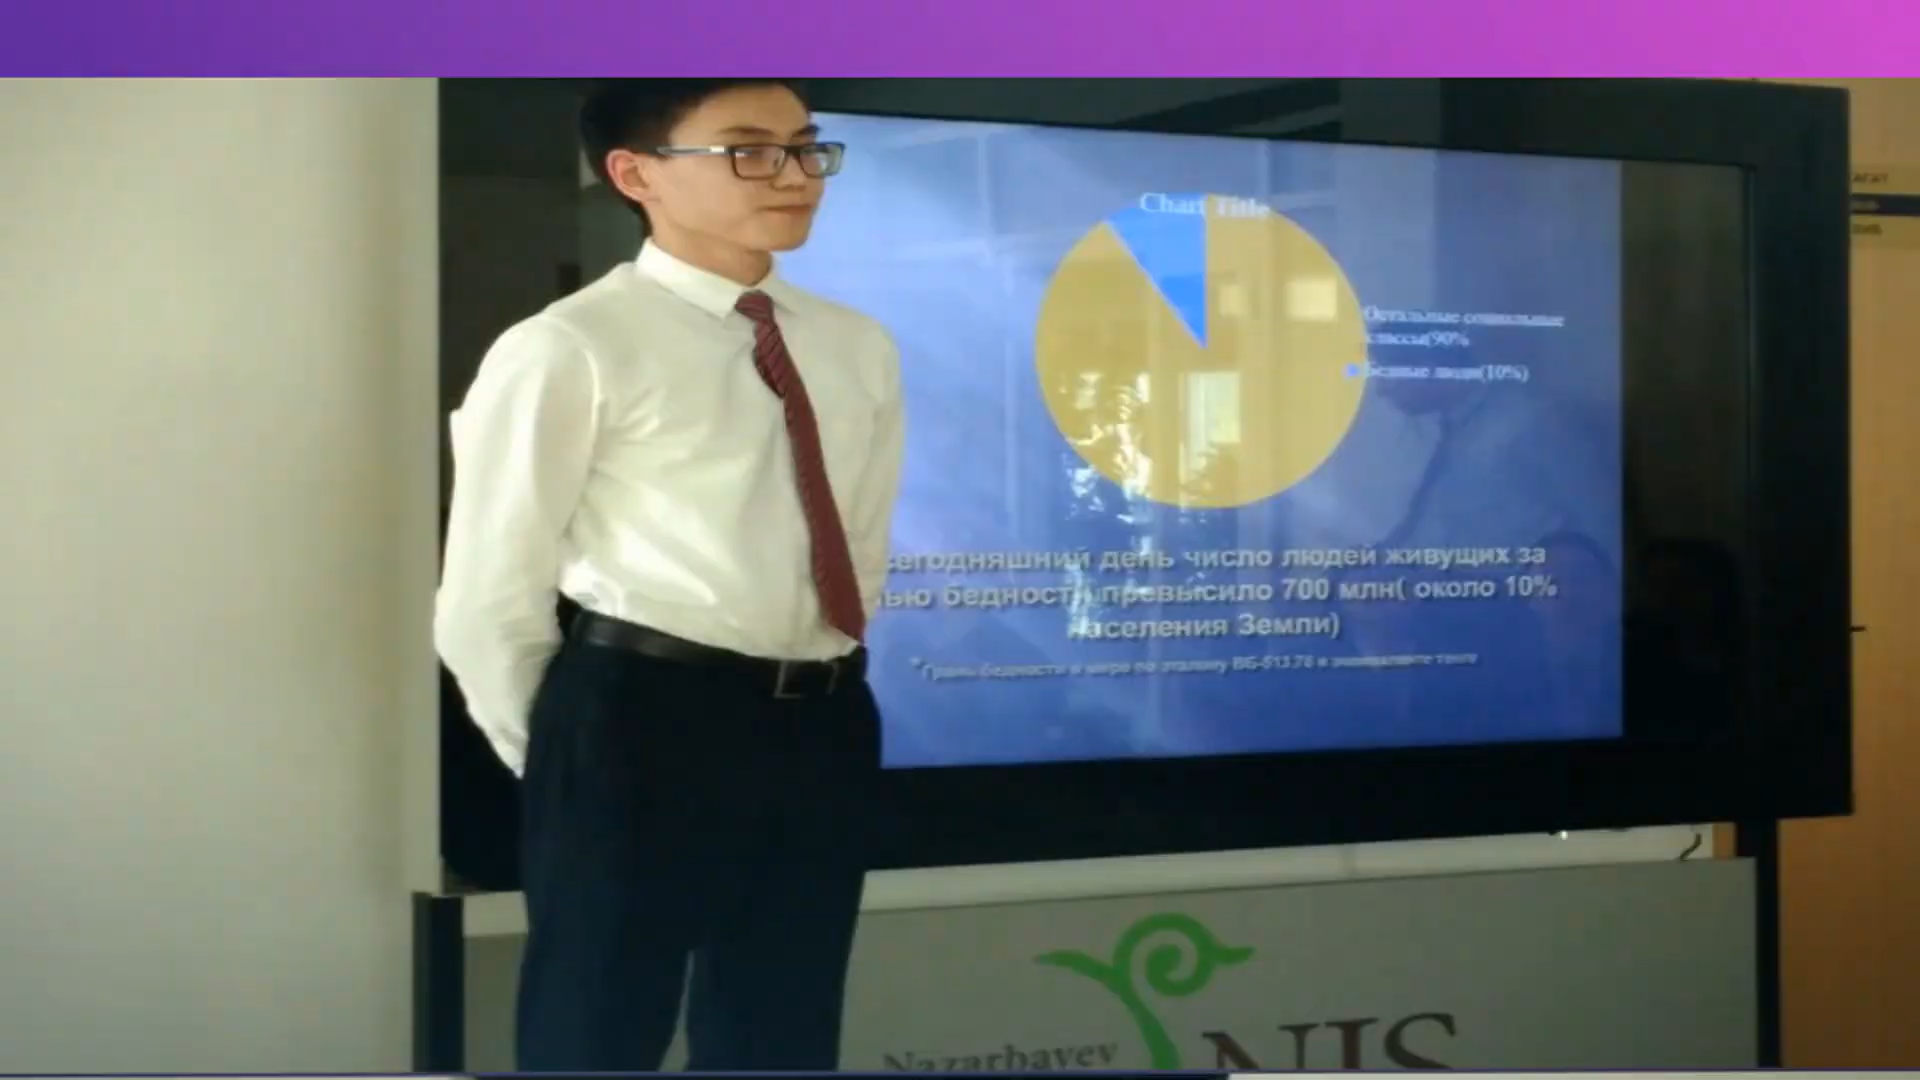 Chart Title
Остальные социальные
классы(90%
Бедные люди(10%)
сегодняшний день число людей живущих за
бедности превысило 700 млн( около 10%
населения Земли)
Nazarbayev
NIS